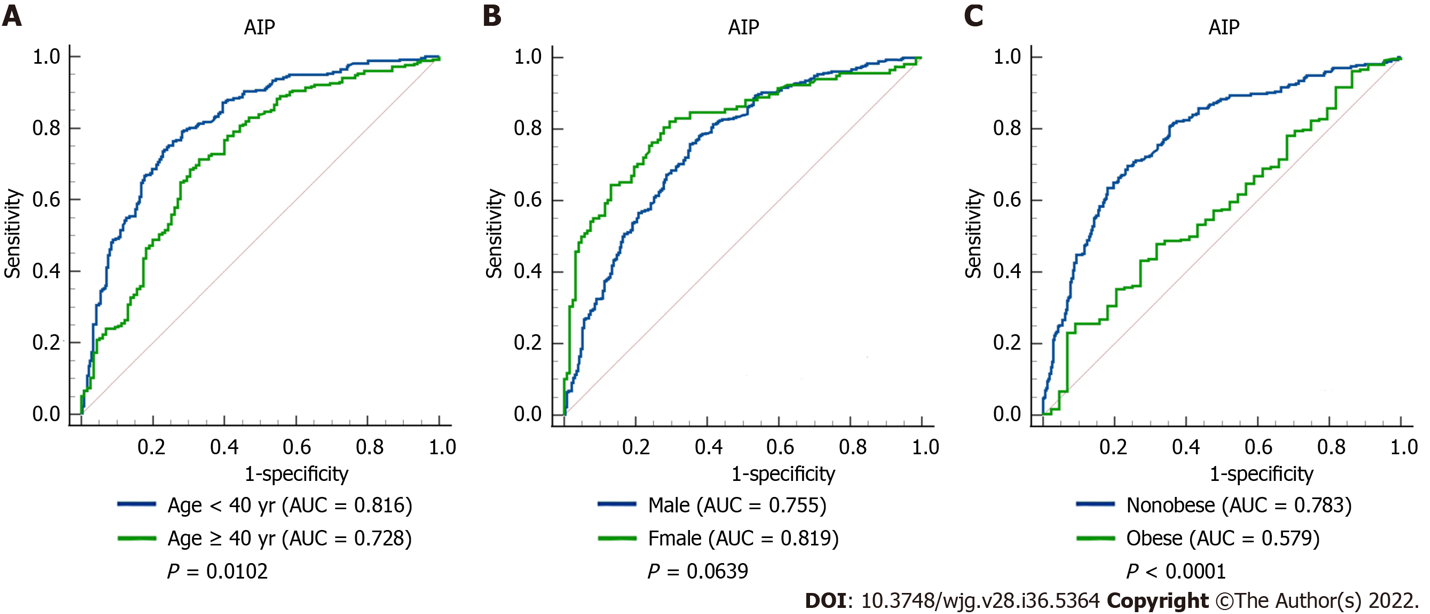 A
AIP
1.0
0.8
0.6
0.4
0.2
0.0
Sensitivity
0.2 0.4 0.6 0.8 1.0
1-specificity
Age < 40 yr (AUC = 0.816)
Age ≥ 40 yr (AUC = 0.728)
P = 0.0102
B
AIP
1.0
0.8
0.6
0.4
0.2
0.0
Sensitivity
0.2 0.4 0.6 0.8 1.0
1-specificity
Male (AUC = 0.755)
Fmale (AUC = 0.819)
P = 0.0639
C
AIP
1.0
0.8
0.6
0.4
0.2
0.0
Sensitivity
0.2 0.4 0.6 0.8 1.0
1-specificity
Nonobese (AUC = 0.783)
Obese (AUC = 0.579)
P < 0.0001
DOI: 10.3748/wjg.v28.i36.5364 Copyright ©The Author(s) 2022.